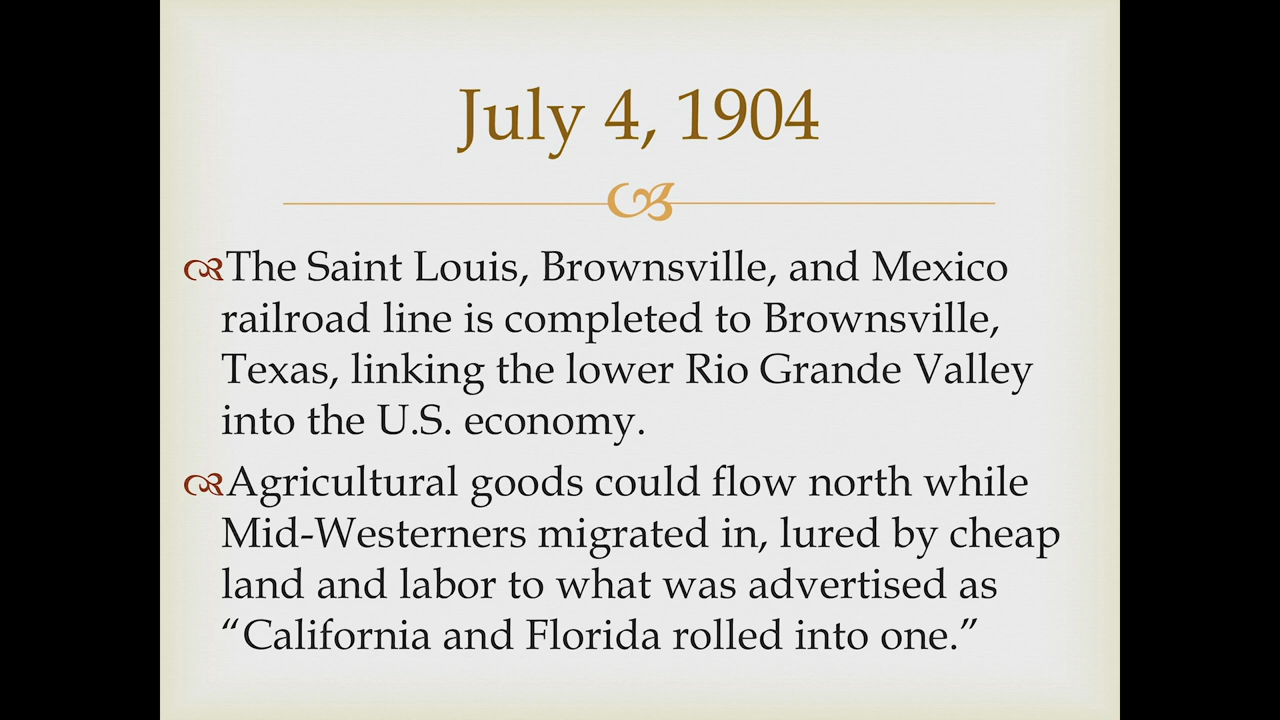 July 4, 1904
The Saint Louis, Brownsville, and Mexico
railroad line is completed to Brownsville,
Texas, linking the lower Rio Grande Valley
into the U.S. economy.
Agricultural goods could flow north while
Mid-Westerners migrated in, lured by cheap
land and labor to what was advertised as
“California and Florida rolled into one.”